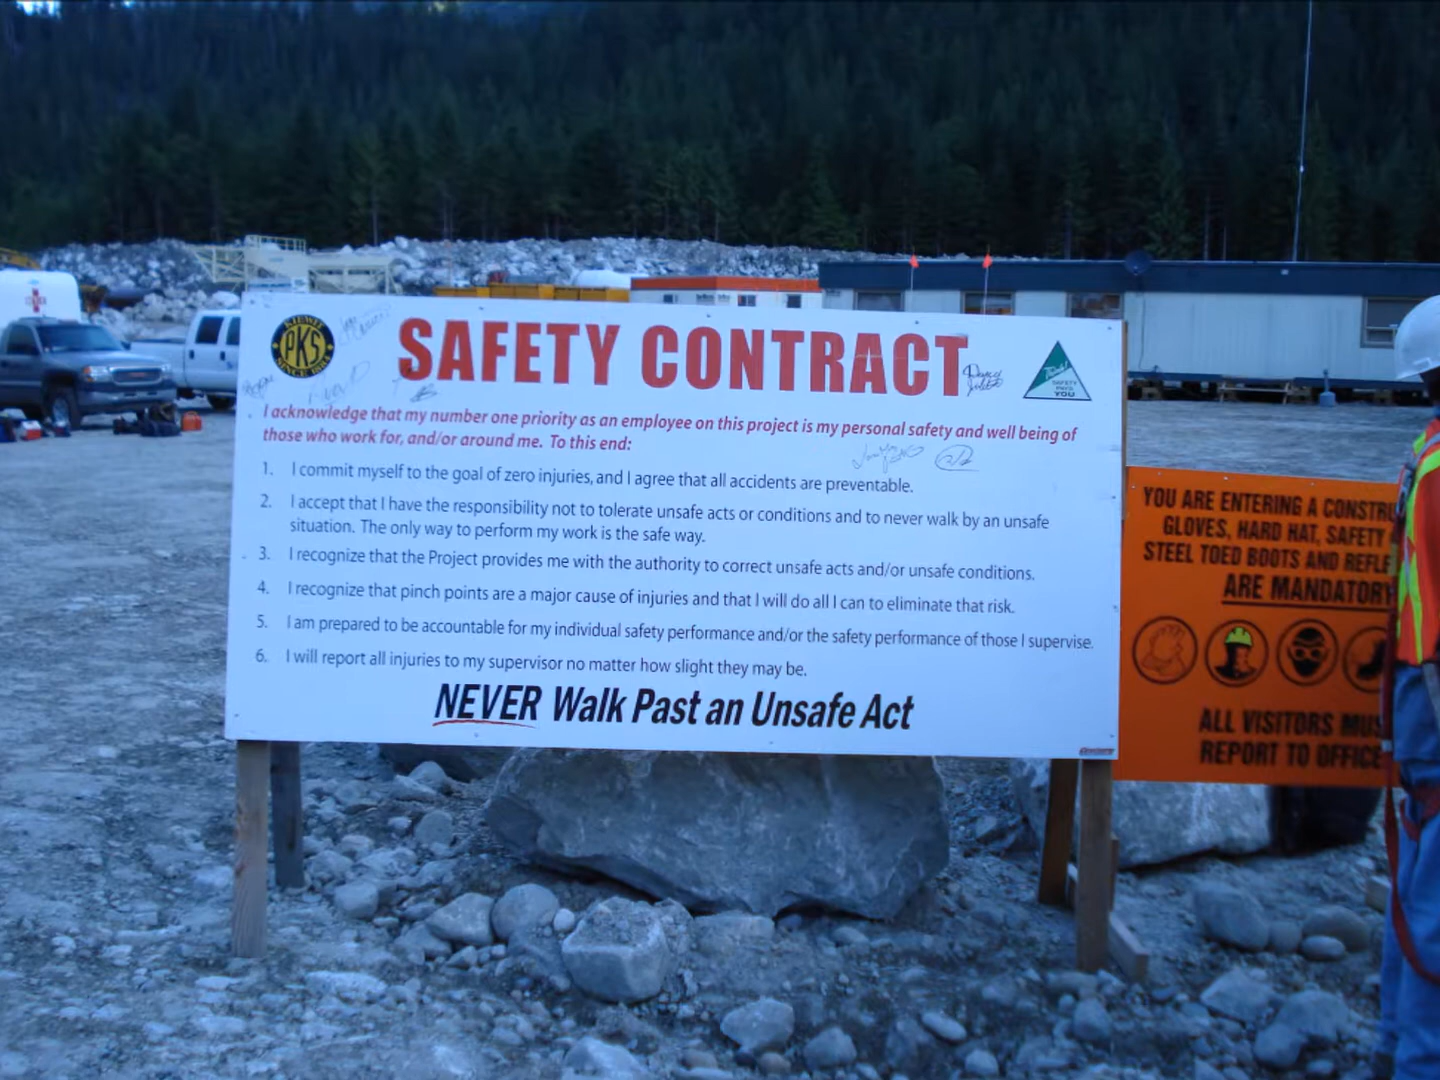 KIEWIT
PKS
SINCE 1884
SAFETY CONTRACT
SAFETY
PAYS
YOU
I acknowledge that my number one priority as an employee on this project is my personal safety and well being of
those who work for, and/or around me. To this end:
1. I commit myself to the goal of zero injuries, and I agree that all accidents are preventable.
2. I accept that I have the responsibility not to tolerate unsafe acts or conditions and to never walk by an unsafe
situation. The only way to perform my work is the safe way.
3. I recognize that the Project provides me with the authority to correct unsafe acts and/or unsafe conditions.
4. I recognize that pinch points are a major cause of injuries and that I will do all I can to eliminate that risk.
5. I am prepared to be accountable for my individual safety performance and/or the safety performance of those I supervise.
6. I will report all injuries to my supervisor no matter how slight they may be.
NEVER Walk Past an Unsafe Act
YOU ARE ENTERING A CONSTRU
GLOVES, HARD HAT, SAFETY
STEEL TOED BOOTS AND REFLE
ARE MANDATORY
ALL VISITORS MUS
REPORT TO OFFICE